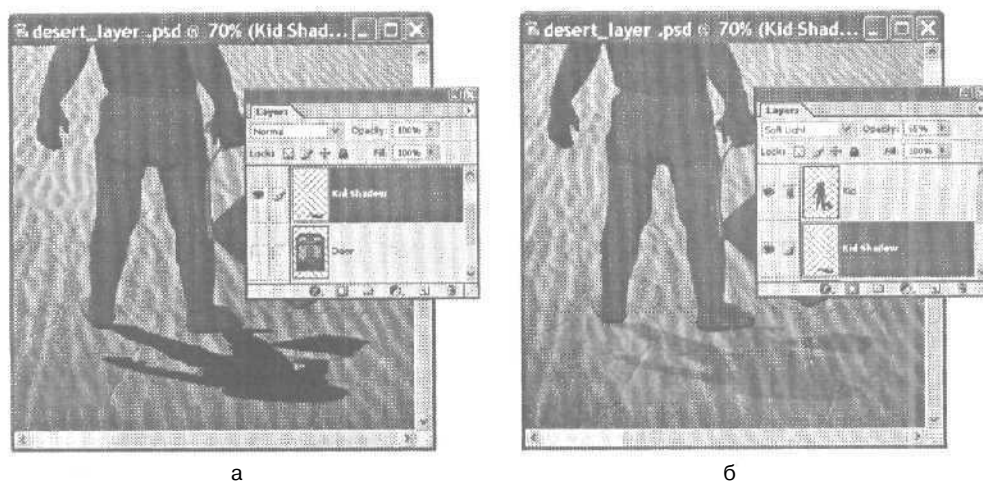 desert_layer .psd @ 70% (Kid Shad...
Layers
Normal Opacity: 100%
Lock: Fill: 100%
Kid Shadow
Door
а
desert_layer .psd @ 70% (Kid Shad...
Layers
Soft Light Opacity:
Lock: Fill: 100%
Kid
Kid Shadow
б